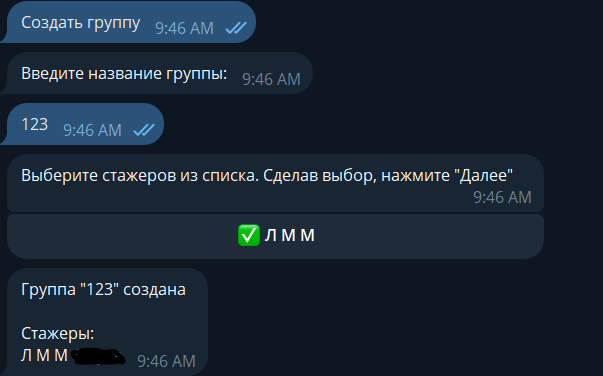 Создать группу 9:46 AM
Введите название группы: 9:46 AM
123 9:46 AM
Выберите стажеров из списка. Сделав выбор, нажмите "Далее"
9:46 AM
✅ Л М М
Группа "123" создана
Стажеры:
Л М М 9:46 AM